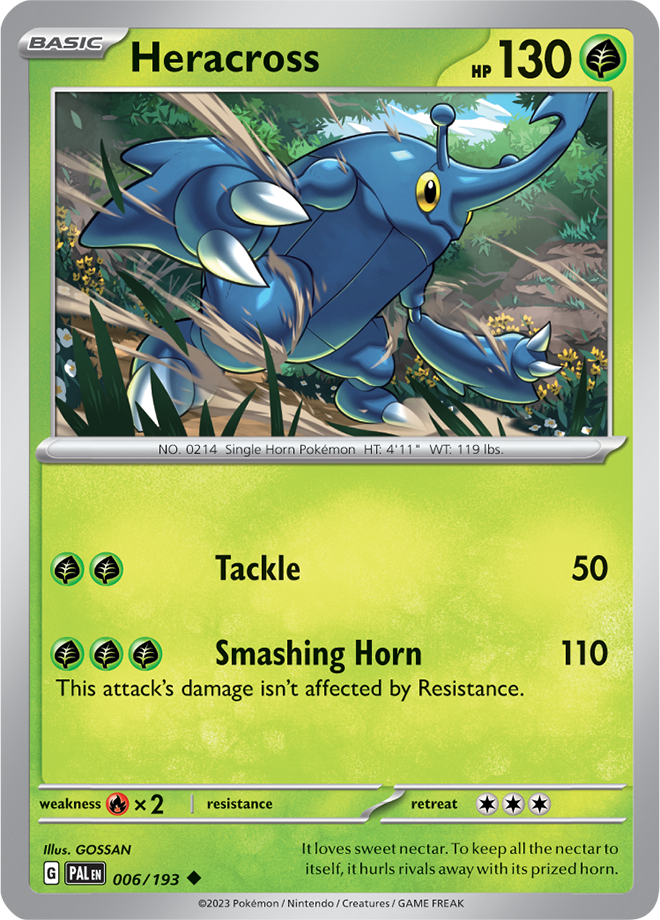 BASIC Heracross HP 130
NO. 0214 Single Horn Pokémon HT: 4'11" WT: 119 lbs.
Tackle 50
Smashing Horn 110
This attack's damage isn't affected by Resistance.
weakness ×2 resistance retreat
Illus. GOSSAN
It loves sweet nectar. To keep all the nectar to
itself, it hurls rivals away with its prized horn.
G PAL EN 006/193
©2023 Pokémon / Nintendo / Creatures / GAME FREAK